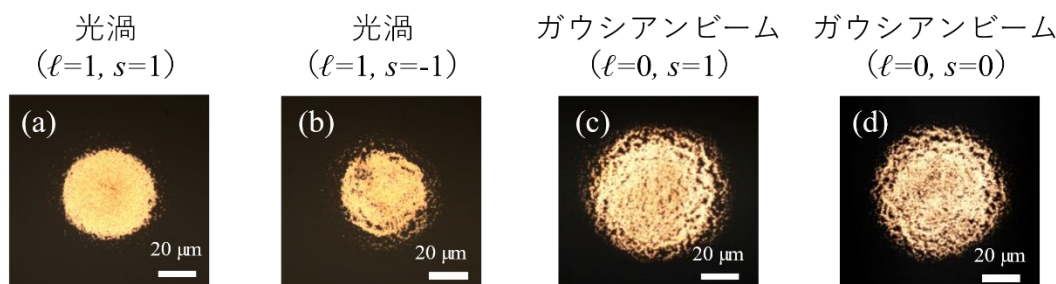 光渦
(ℓ=1, s=1)
光渦
(ℓ=1, s=-1)
ガウシアンビーム
(ℓ=0, s=1)
ガウシアンビーム
(ℓ=0, s=0)
(a)
20 μm
(b)
20 μm
(c)
20 μm
(d)
20 μm